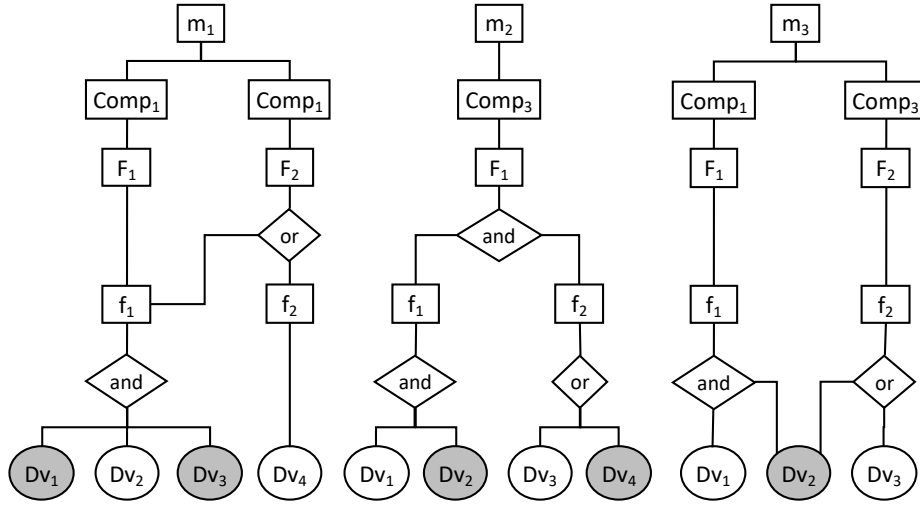 m₁ m₂ m₃
Comp₁ Comp₁ Comp₃ Comp₁ Comp₃
F₁ F₂ F₁ F₁ F₂
or and
f₁ f₂ f₁ f₂ f₁ f₂
and and or and or
Dv₁ Dv₂ Dv₃ Dv₄ Dv₁ Dv₂ Dv₃ Dv₄ Dv₁ Dv₂ Dv₃